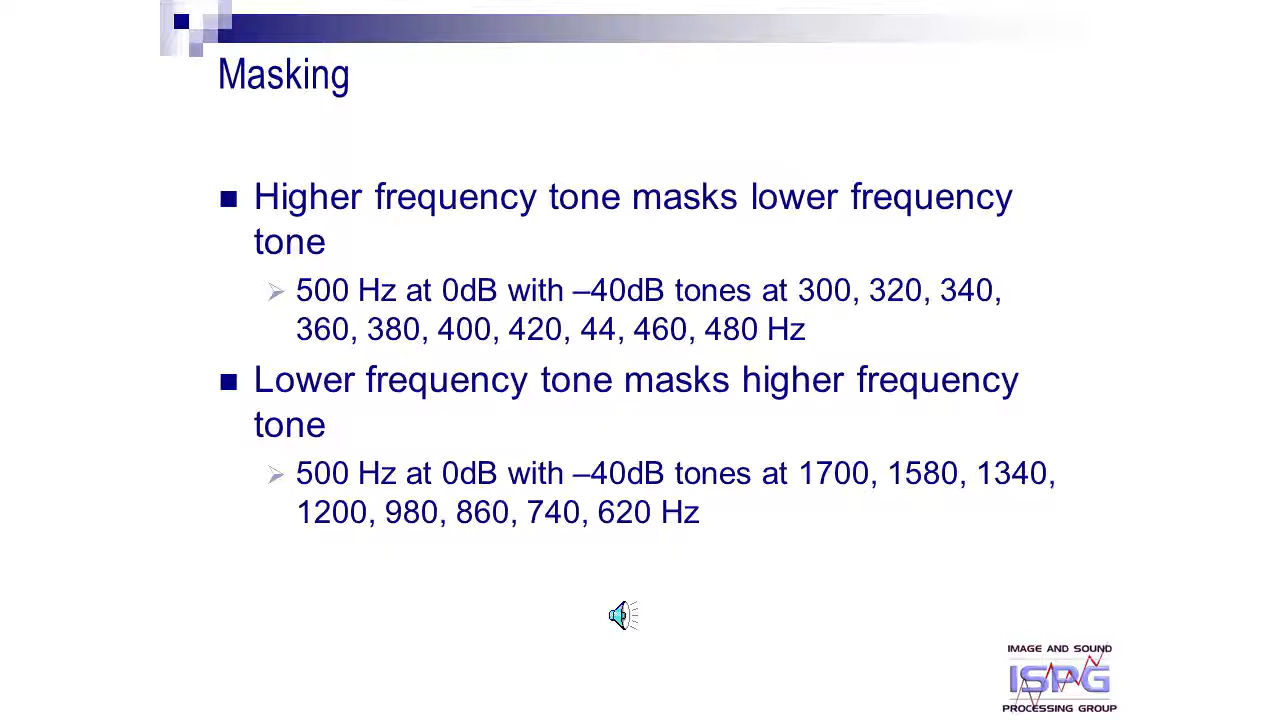 Masking
Higher frequency tone masks lower frequency
tone
500 Hz at 0dB with –40dB tones at 300, 320, 340,
360, 380, 400, 420, 44, 460, 480 Hz
Lower frequency tone masks higher frequency
tone
500 Hz at 0dB with –40dB tones at 1700, 1580, 1340,
1200, 980, 860, 740, 620 Hz
IMAGE AND SOUND
ISPG
PROCESSING GROUP